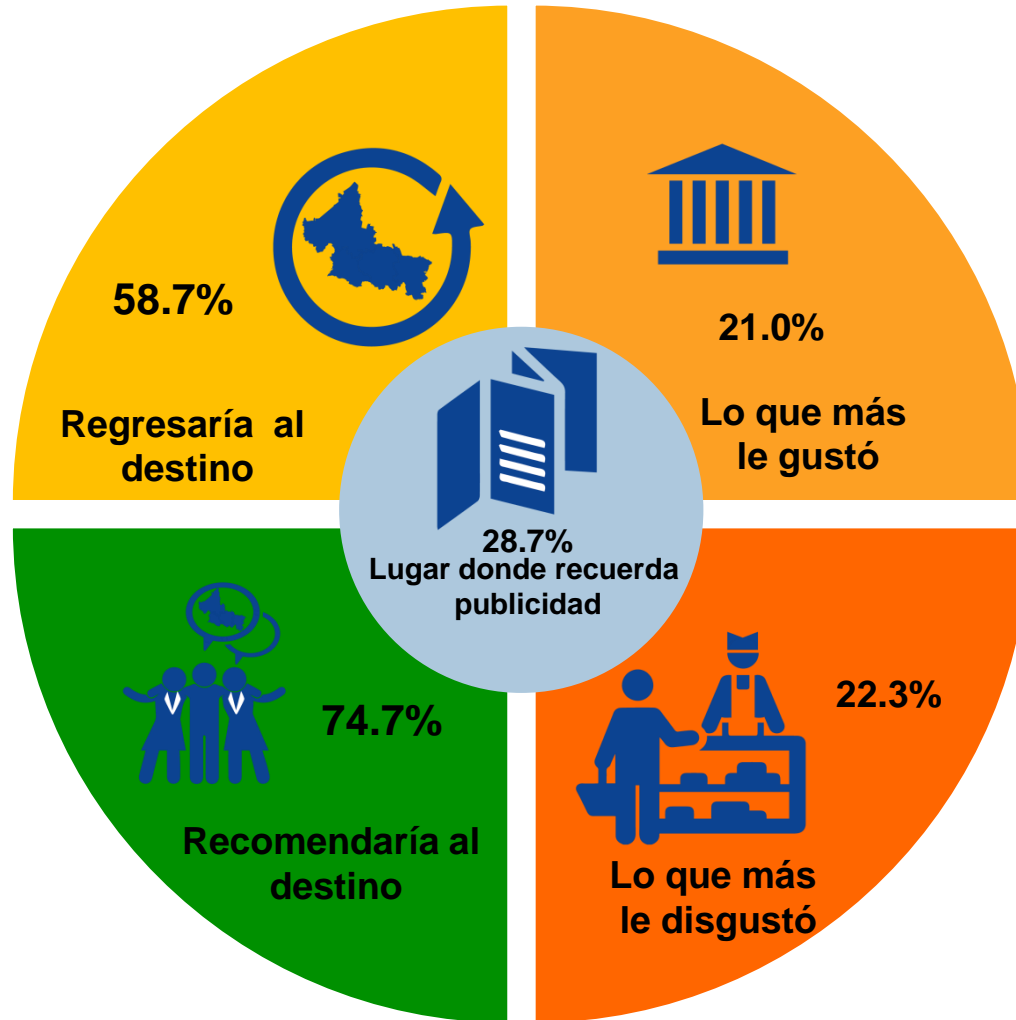 58.7%
Regresaría al
destino
21.0%
Lo que más
le gustó
28.7%
Lugar donde recuerda
publicidad
74.7%
Recomendaría al
destino
22.3%
Lo que más
le disgustó